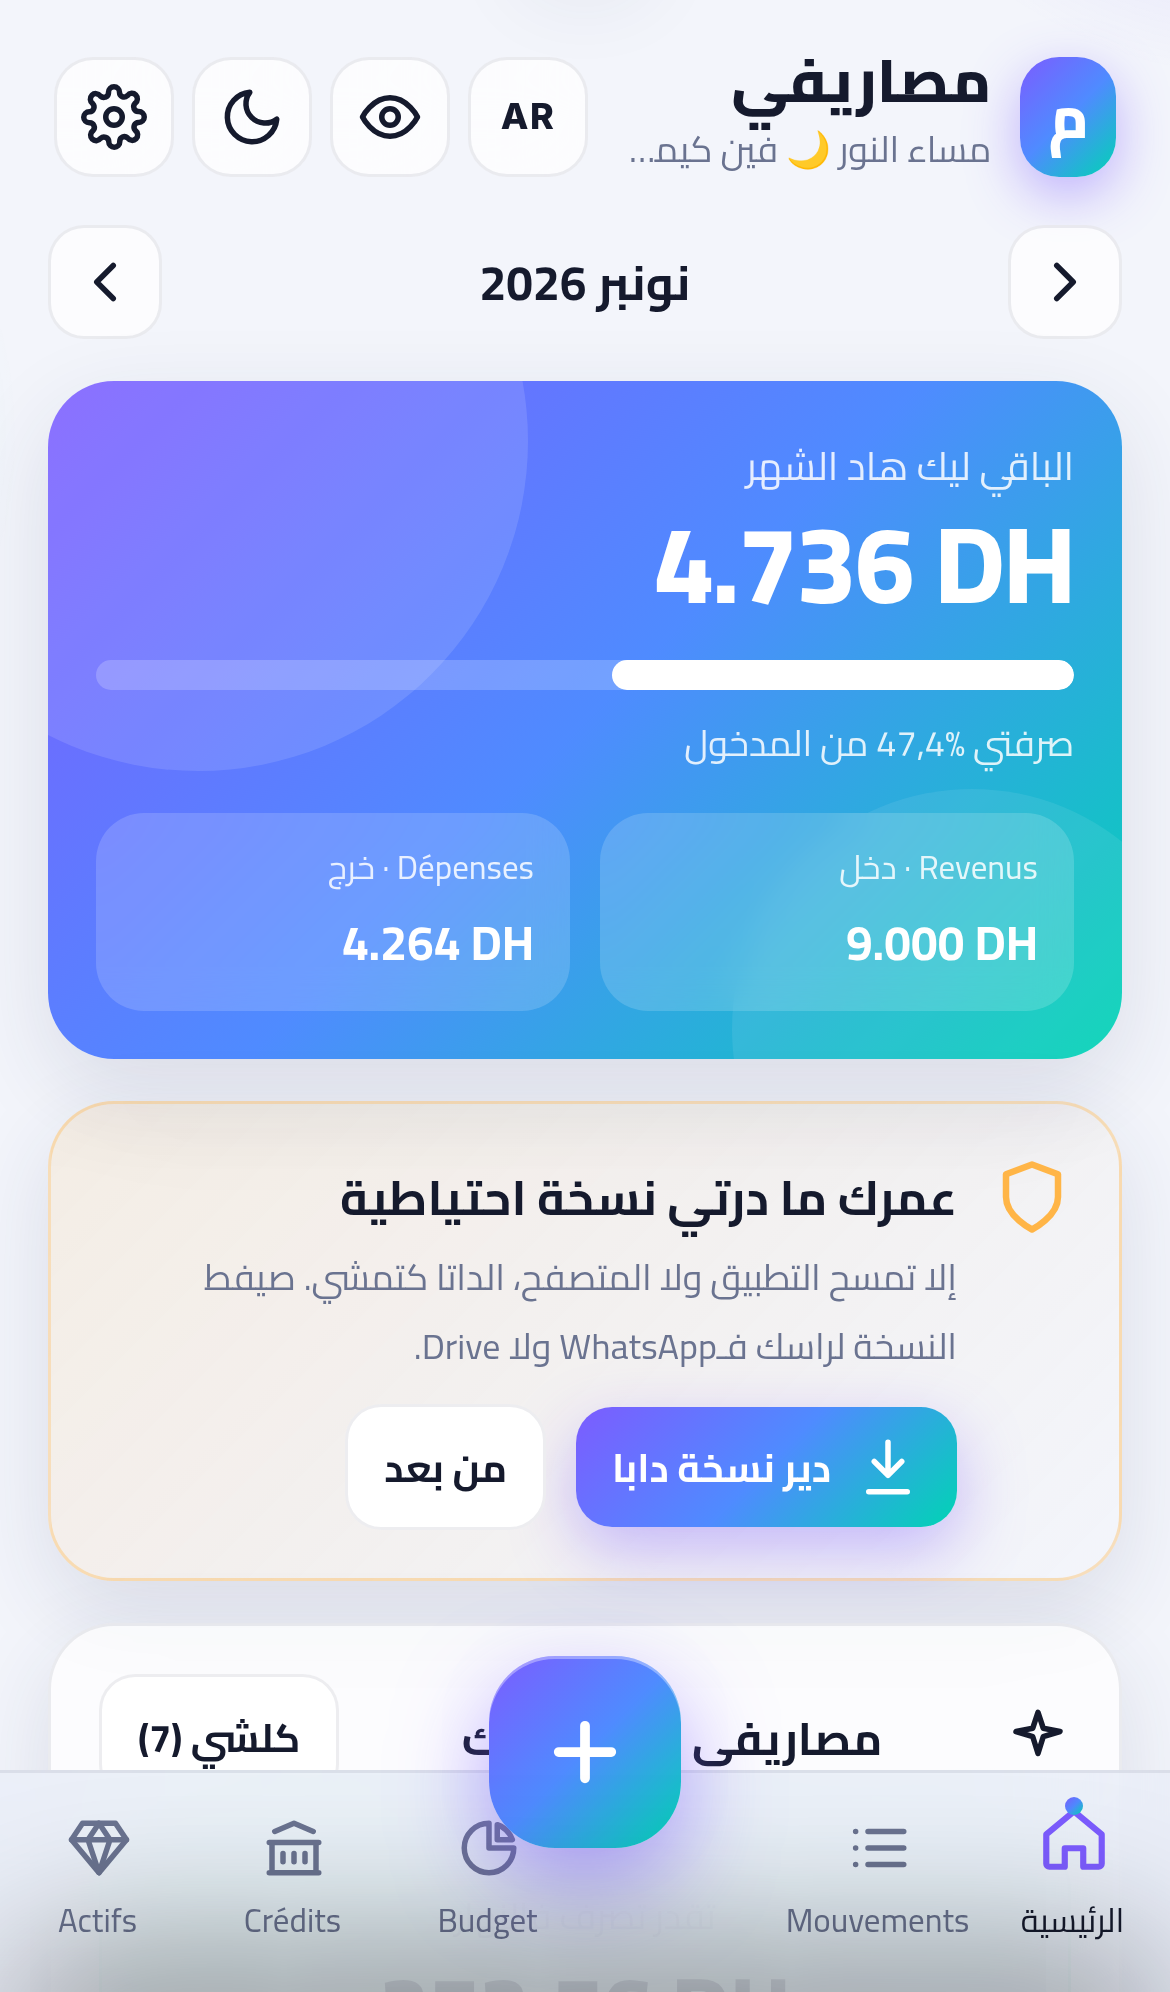 م
مصاريفي
مساء النور 🌙 فين كيمـ...
AR
نونبر 2026
الباقي ليك هاد الشهر
4.736 DH
صرفتي 47,4% من المدخول
Revenus · دخل
9.000 DH
Dépenses · خرج
4.264 DH
عمرك ما درتي نسخة احتياطية
إلا تمسح التطبيق ولا المتصفح، الداتا كتمشي. صيفط
النسخة لراسك فـWhatsApp ولا Drive.
دير نسخة دابا
من بعد
مصاريفي
كلشي (7)
الرئيسية
Mouvements
Budget
Crédits
Actifs